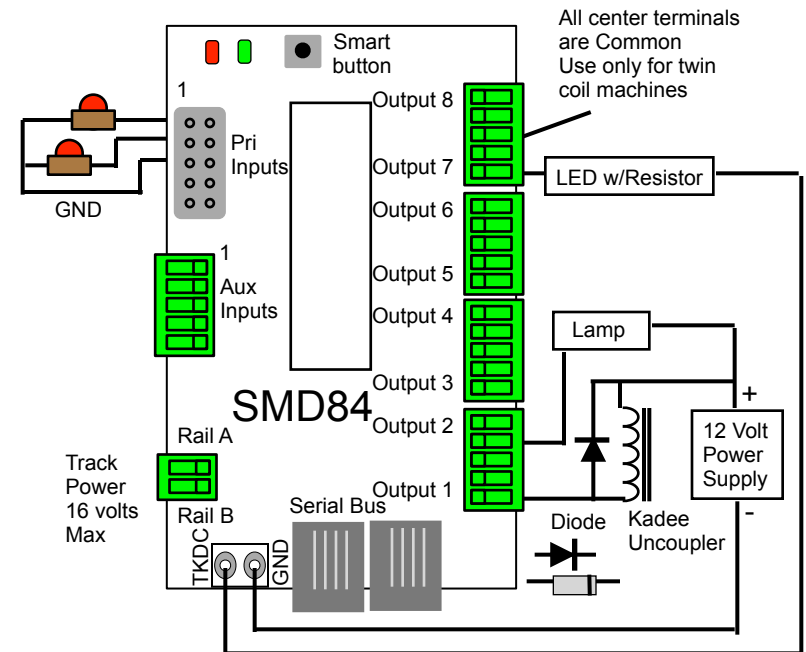 All center terminals
are Common
Use only for twin
coil machines
Smart
button
1
Pri
Inputs
GND
Output 8
Output 7
LED w/Resistor
Output 6
Output 5
1
Aux
Inputs
Output 4
Lamp
Output 3
SMD84
Output 2
+
12 Volt
Power
Supply
-
Rail A
Track
Power
16 volts
Max
Rail B
Output 1
Serial Bus
Diode
Kadee
Uncoupler
TKDC
GND